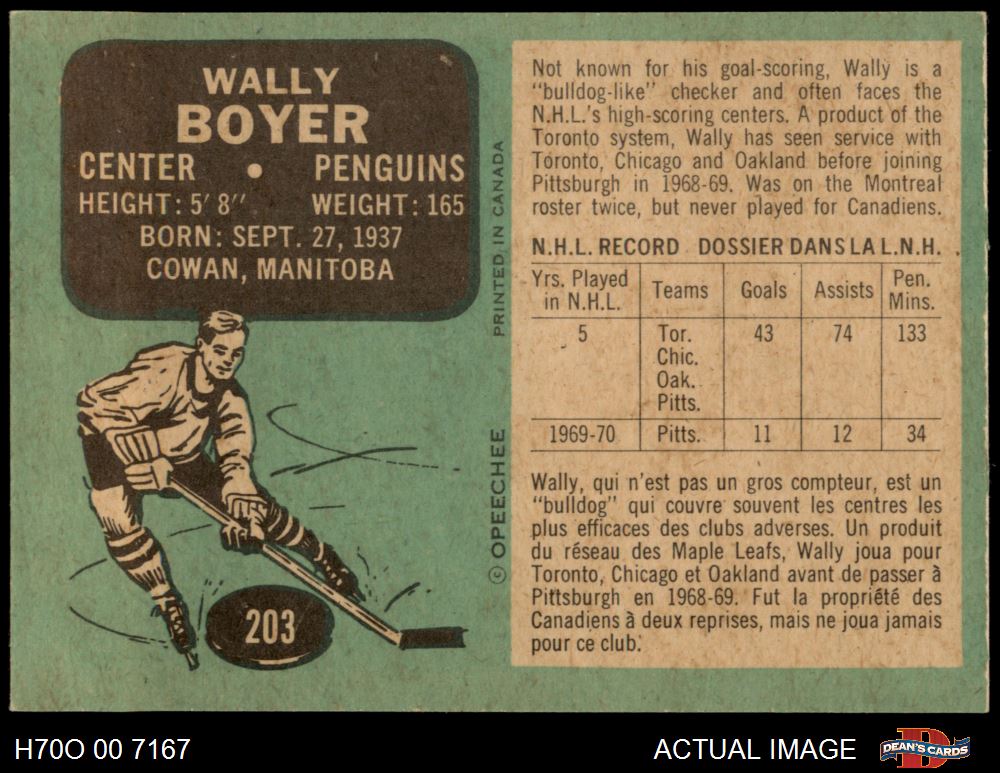 WALLY
BOYER
CENTER • PENGUINS
HEIGHT: 5' 8" WEIGHT: 165
BORN: SEPT. 27, 1937
COWAN, MANITOBA
203
© OPEECHEE PRINTED IN CANADA
Not known for his goal-scoring, Wally is a
"bulldog-like" checker and often faces the
N.H.L.'s high-scoring centers. A product of the
Toronto system, Wally has seen service with
Toronto, Chicago and Oakland before joining
Pittsburgh in 1968-69. Was on the Montreal
roster twice, but never played for Canadiens.
N.H.L. RECORD DOSSIER DANS LA L.N.H.
Yrs. Played in N.H.L. Teams Goals Assists Pen. Mins.
5 Tor. 43 74 133
Chic.
Oak.
Pitts.
1969-70 Pitts. 11 12 34
Wally, qui n'est pas un gros compteur, est un
"bulldog" qui couvre souvent les centres les
plus efficaces des clubs adverses. Un produit
du réseau des Maple Leafs, Wally joua pour
Toronto, Chicago et Oakland avant de passer à
Pittsburgh en 1968-69. Fut la propriété des
Canadiens à deux reprises, mais ne joua jamais
pour ce club.
H70O 00 7167
ACTUAL IMAGE
DEAN'S CARDS